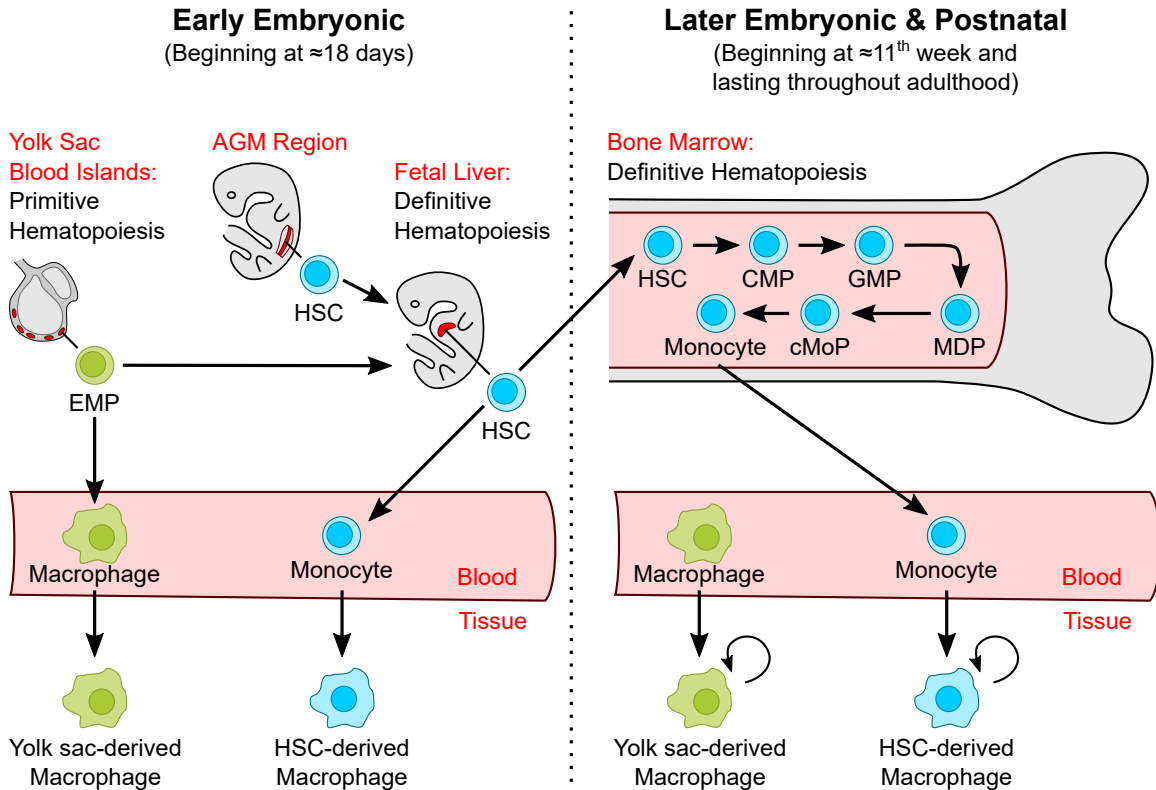 Early Embryonic
(Beginning at ≈18 days)
Yolk Sac
Blood Islands:
Primitive
Hematopoiesis
AGM Region
Fetal Liver:
Definitive
Hematopoiesis
HSC
EMP
HSC
Macrophage
Monocyte
Blood
Tissue
Yolk sac-derived
Macrophage
HSC-derived
Macrophage
Later Embryonic & Postnatal
(Beginning at ≈11th week and
lasting throughout adulthood)
Bone Marrow:
Definitive Hematopoiesis
HSC
CMP
GMP
Monocyte
cMoP
MDP
Macrophage
Monocyte
Blood
Tissue
Yolk sac-derived
Macrophage
HSC-derived
Macrophage